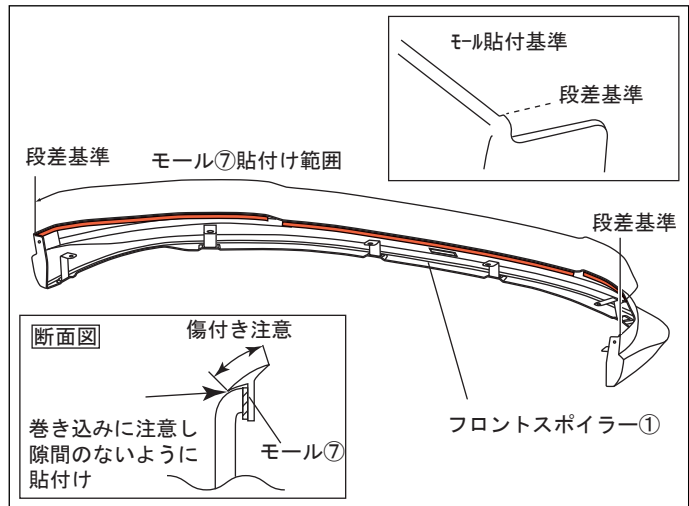 モール貼付基準
段差基準
段差基準
モール⑦貼付け範囲
段差基準
断面図
傷付き注意
巻き込みに注意し
隙間のないように
貼付け
モール⑦
フロントスポイラー①